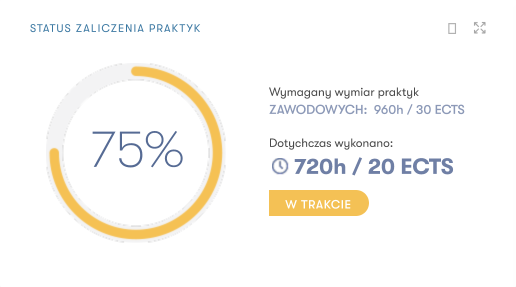 STATUS ZALICZENIA PRAKTYK
75%
Wymagany wymiar praktyk
ZAWODOWYCH: 960h / 30 ECTS
Dotychczas wykonano:
720h / 20 ECTS
W TRAKCIE